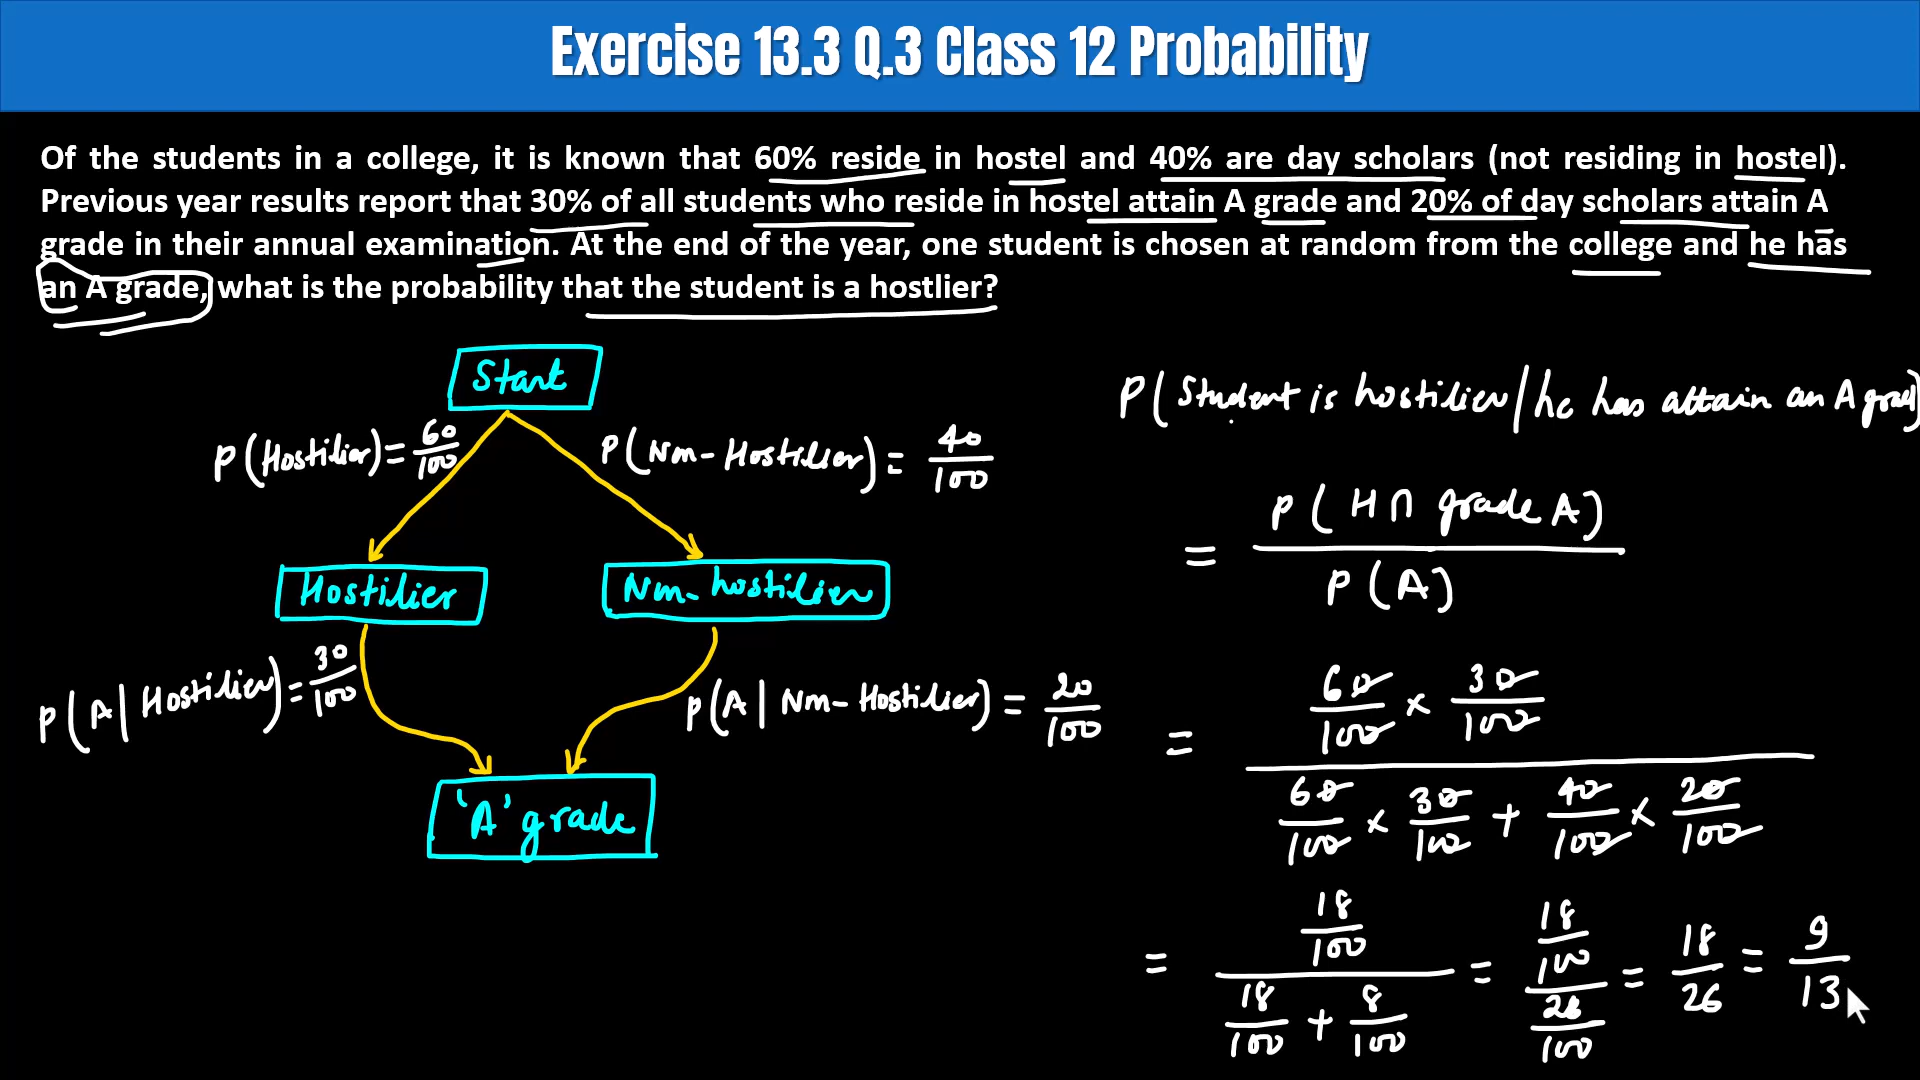 Exercise 13.3 Q.3 Class 12 Probability
Of the students in a college, it is known that 60% reside in hostel and 40% are day scholars (not residing in hostel).
Previous year results report that 30% of all students who reside in hostel attain A grade and 20% of day scholars attain A
grade in their annual examination. At the end of the year, one student is chosen at random from the college and he has
an A grade, what is the probability that the student is a hostlier?
Start
P(Hostilier) = 60/100
P(Non-Hostilier) = 40/100
Hostilier
Non-hostilier
P(A|Hostilier) = 30/100
P(A|Non-Hostilier) = 20/100
'A' grade
P(Student is hostilier/he has attain an A grad)
= P(H∩ grade A)/P(A)
= (60/100 × 30/100)/(60/100 × 30/100 + 40/100 × 20/100)
= (18/100)/(18/100 + 8/100) = (18/100)/(26/100) = 18/26 = 9/13